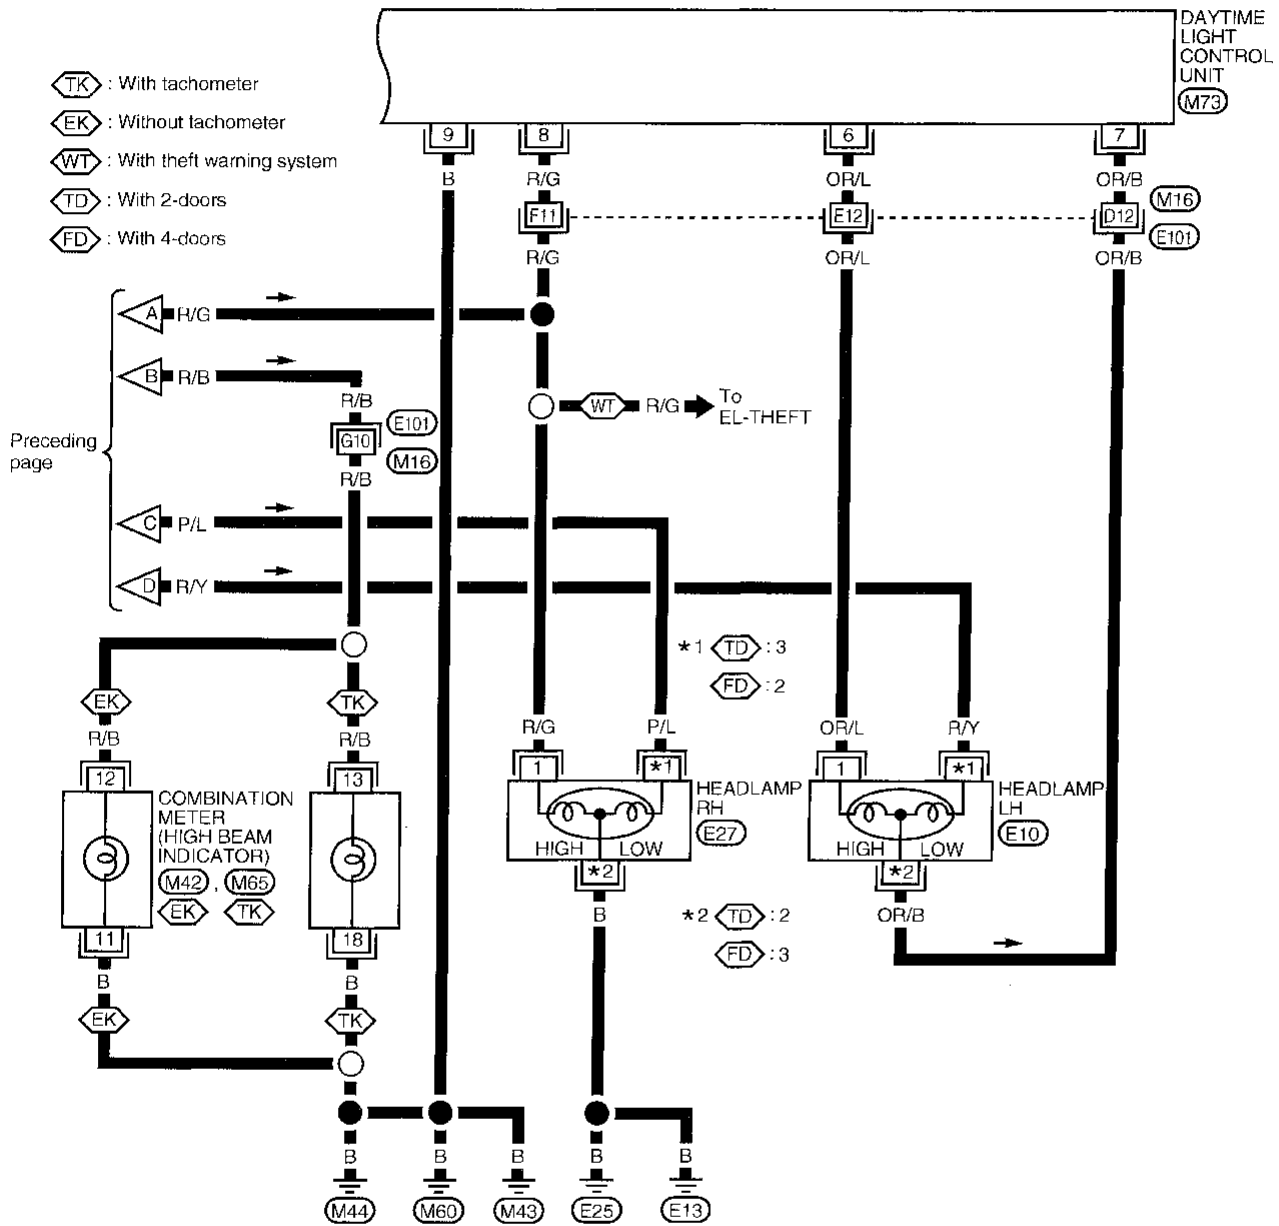 DAYTIME
LIGHT
CONTROL
UNIT
M73
TK : With tachometer
EK : Without tachometer
WT : With theft warning system
TD : With 2-doors
FD : With 4-doors
9 8 6 7
B R/G OR/L OR/B
F11 E12 D12 M16
E101
R/G OR/L OR/B
A R/G
B R/B
R/B
G10 E101
M16
R/B
WT R/G To
EL-THEFT
Preceding
page
C P/L
D R/Y
*1 TD : 3
FD : 2
EK TK
R/B R/B
R/G P/L OR/L R/Y
12 13
1 *1 1 *1
COMBINATION
METER
(HIGH BEAM
INDICATOR)
M42 , M65
EK TK
HEADLAMP
RH
E27
HIGH LOW
HEADLAMP
LH
E10
HIGH LOW
*2 *2
11 18
B OR/B
*2 TD : 2
FD : 3
B B
EK TK
B B B B B
M44 M60 M43 E25 E13